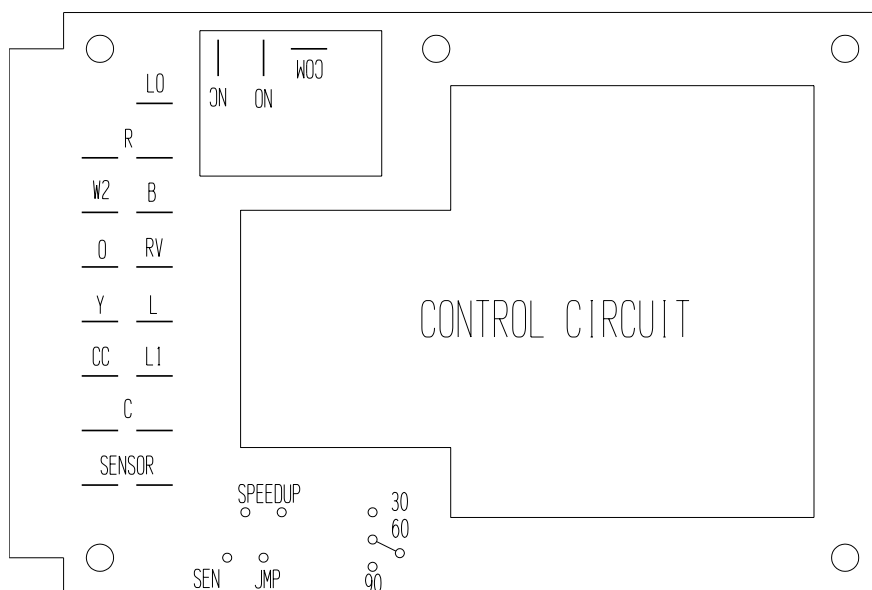 LO
NC NO COM
R
W2 B
O RV
Y L
CC L1
C
SENSOR
CONTROL CIRCUIT
SPEEDUP
30
60
90
SEN JMP